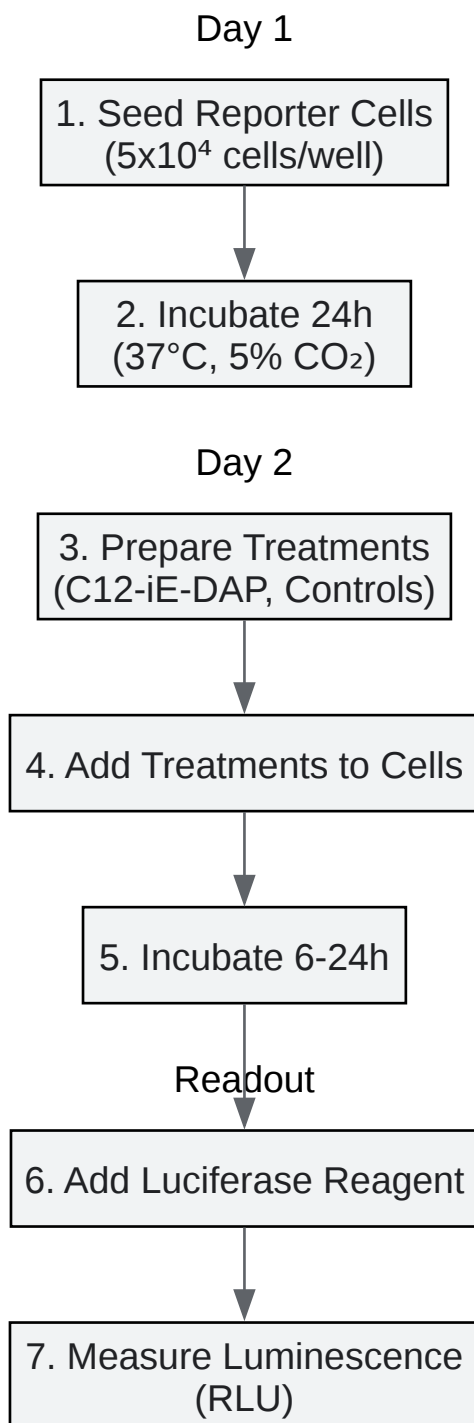 Day 1
1. Seed Reporter Cells
(5x10⁴ cells/well)
2. Incubate 24h
(37°C, 5% CO₂)
Day 2
3. Prepare Treatments
(C12-iE-DAP, Controls)
4. Add Treatments to Cells
5. Incubate 6-24h
Readout
6. Add Luciferase Reagent
7. Measure Luminescence
(RLU)